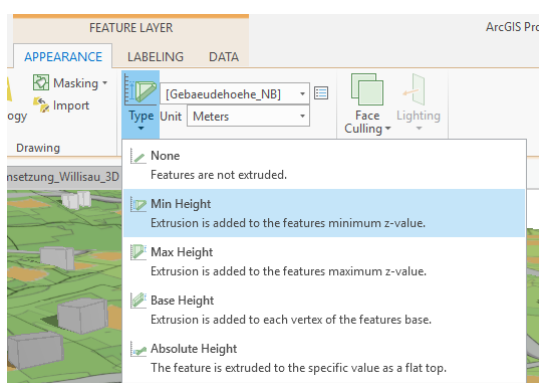 FEATURE LAYER
ArcGIS Pro
APPEARANCE LABELING DATA
Masking
Import
Drawing
Type
[Gebaeudehoehe_NB]
Unit Meters
Face
Culling
Lighting
None
Features are not extruded.
Min Height
Extrusion is added to the features minimum z-value.
Max Height
Extrusion is added to the features maximum z-value.
Base Height
Extrusion is added to each vertex of the features base.
Absolute Height
The feature is extruded to the specific value as a flat top.